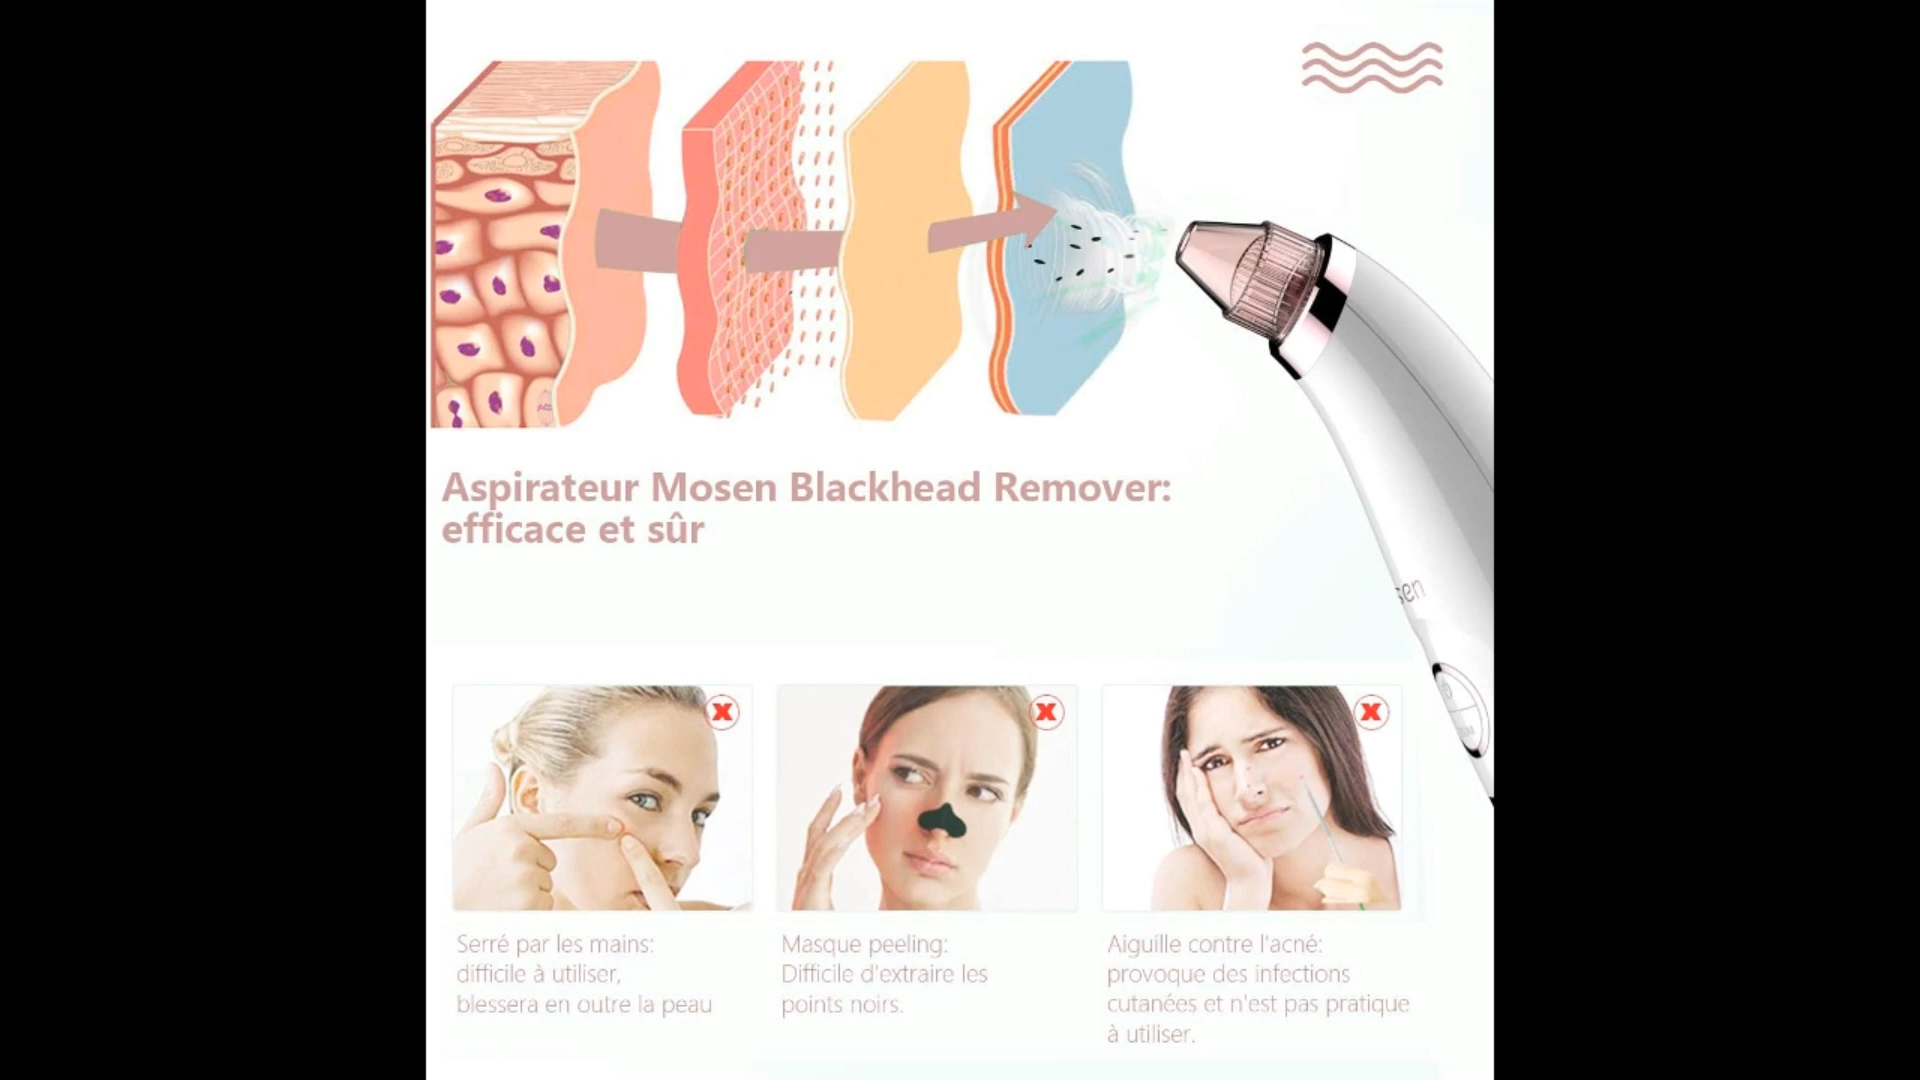 Aspirateur Mosen Blackhead Remover:
efficace et sûr
sen
Serré par les mains:
difficile à utiliser,
blessera en outre la peau
Masque peeling:
Difficile d'extraire les
points noirs.
Aiguille contre l'acné:
provoque des infections
cutanées et n'est pas pratique
à utiliser.